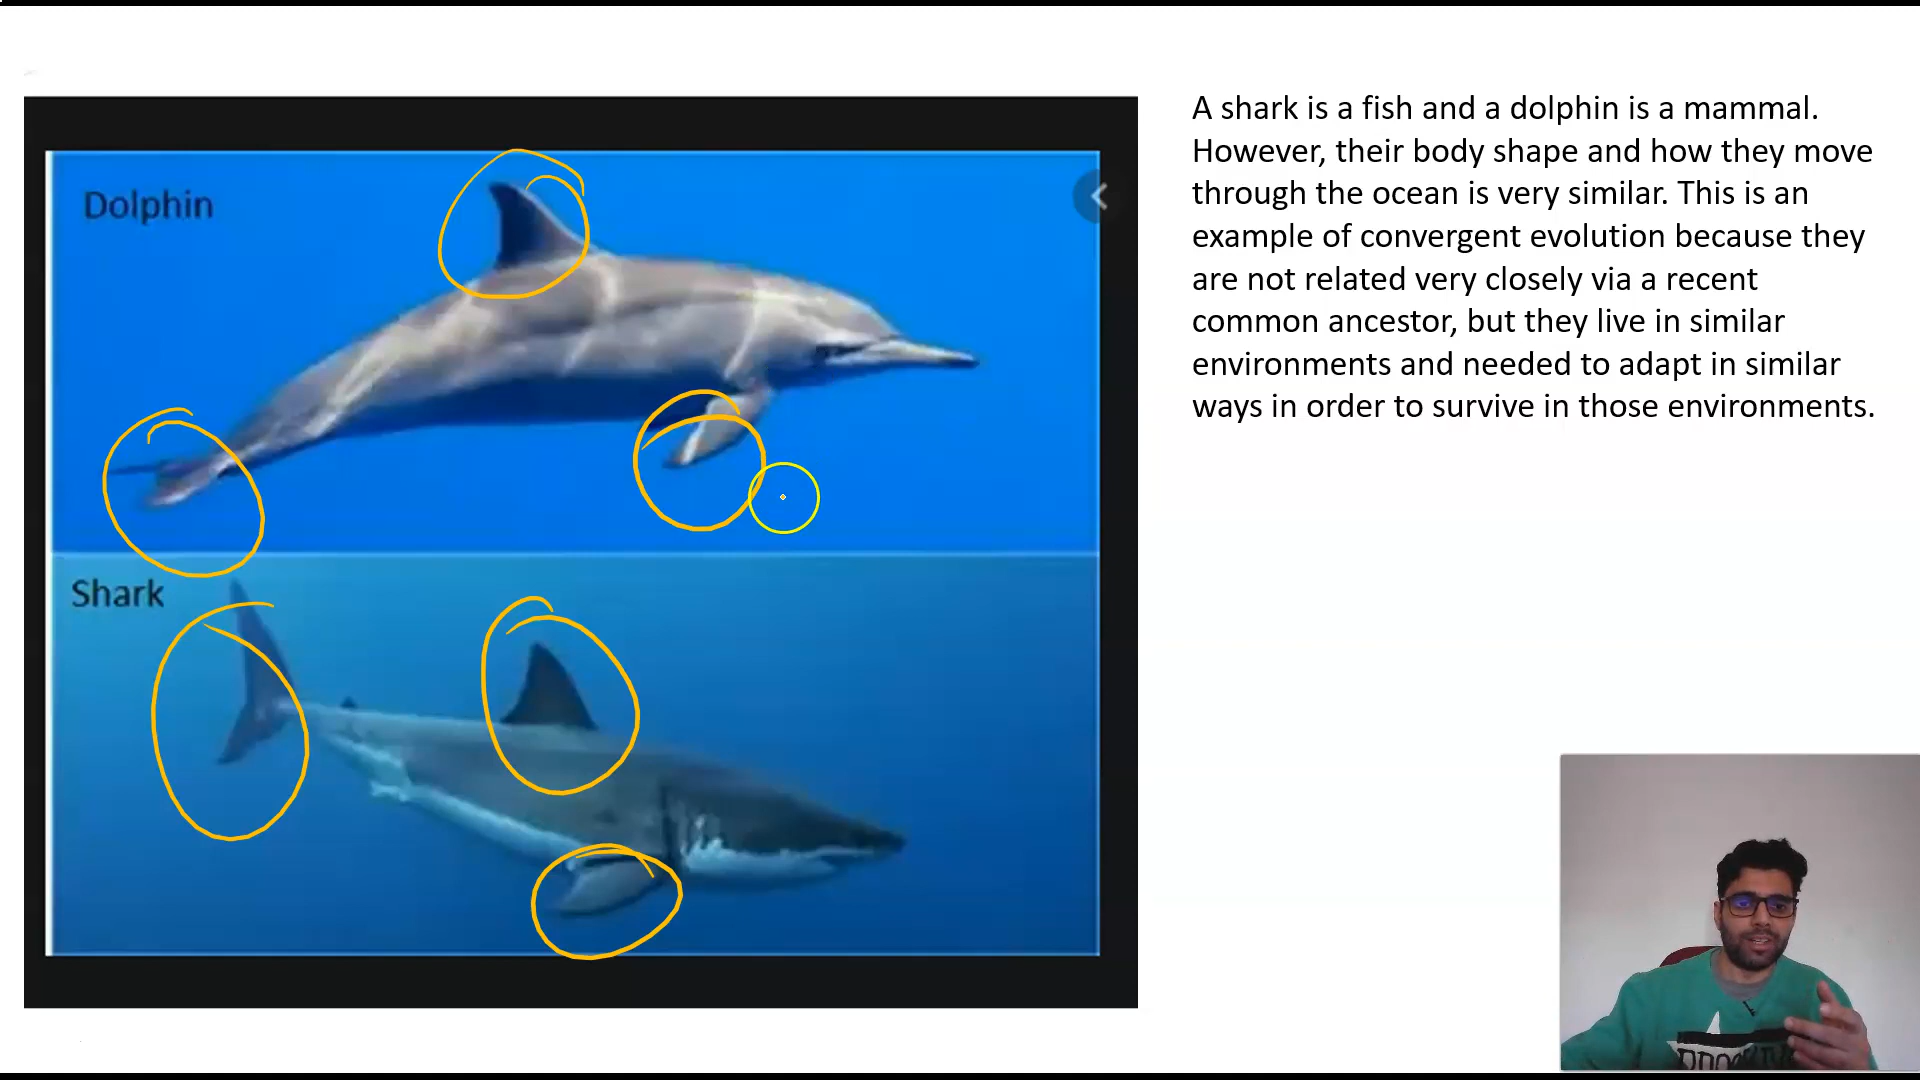 Dolphin
Shark
A shark is a fish and a dolphin is a mammal.
However, their body shape and how they move
through the ocean is very similar. This is an
example of convergent evolution because they
are not related very closely via a recent
common ancestor, but they live in similar
environments and needed to adapt in similar
ways in order to survive in those environments.